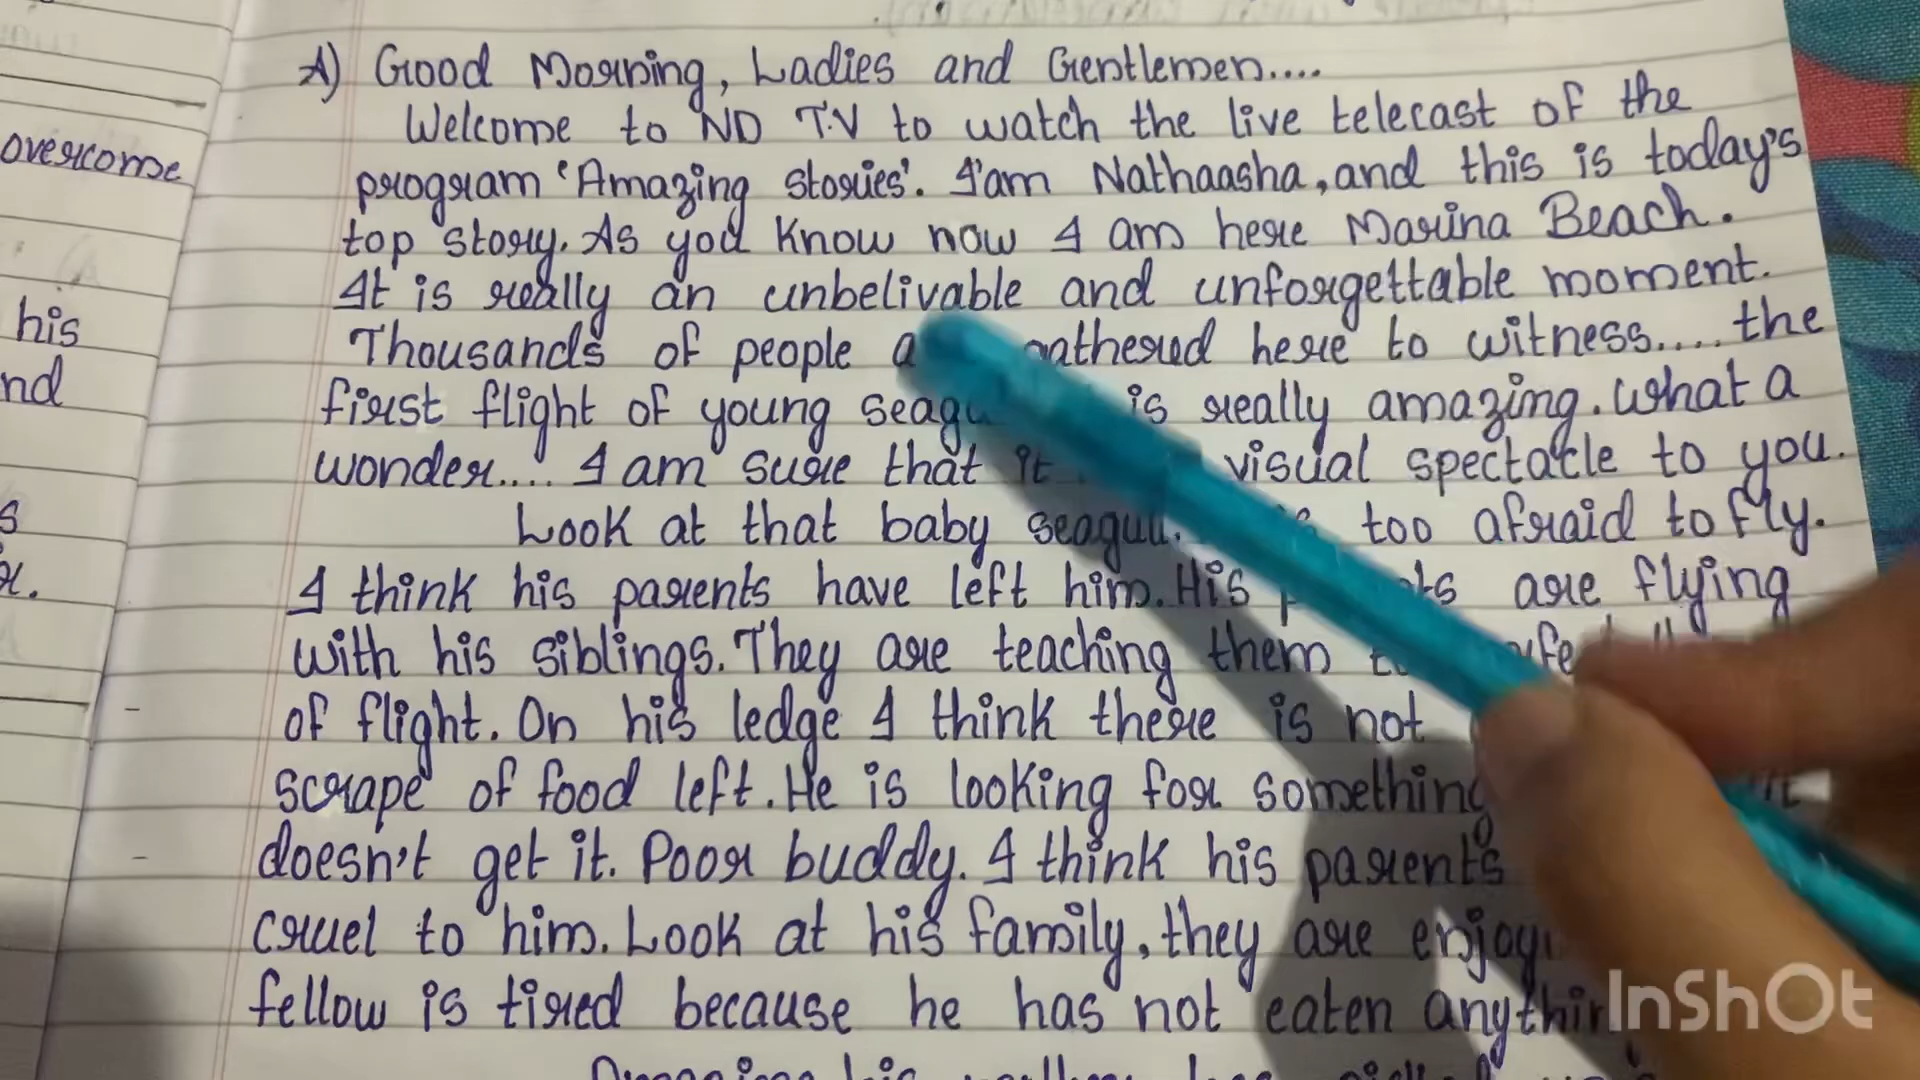 A) Good Morning, Ladies and Gentlemen....
Welcome to ND T.V to watch the live telecast of the
overcome
program 'Amazing stories'. I'am Nathaasha, and this is today's
top story. As you know now I am here Marina Beach.
It is really an unbelivable and unforgettable moment.
his
Thousands of people gathered here to witness.... the
nd
first flight of young is really amazing. What a
wonder.... I am sure that it visual spectacle to you.
Look at that baby seagull. too afraid to fly.
I think his parents have left him. His are flying
with his siblings. They are teaching them
of flight. On his ledge I think there is not
scrape of food left. He is looking for something
doesn't get it. Poor buddy. I think his parents
cruel to him. Look at his family, they are
fellow is tired because he has not eaten
InShOt